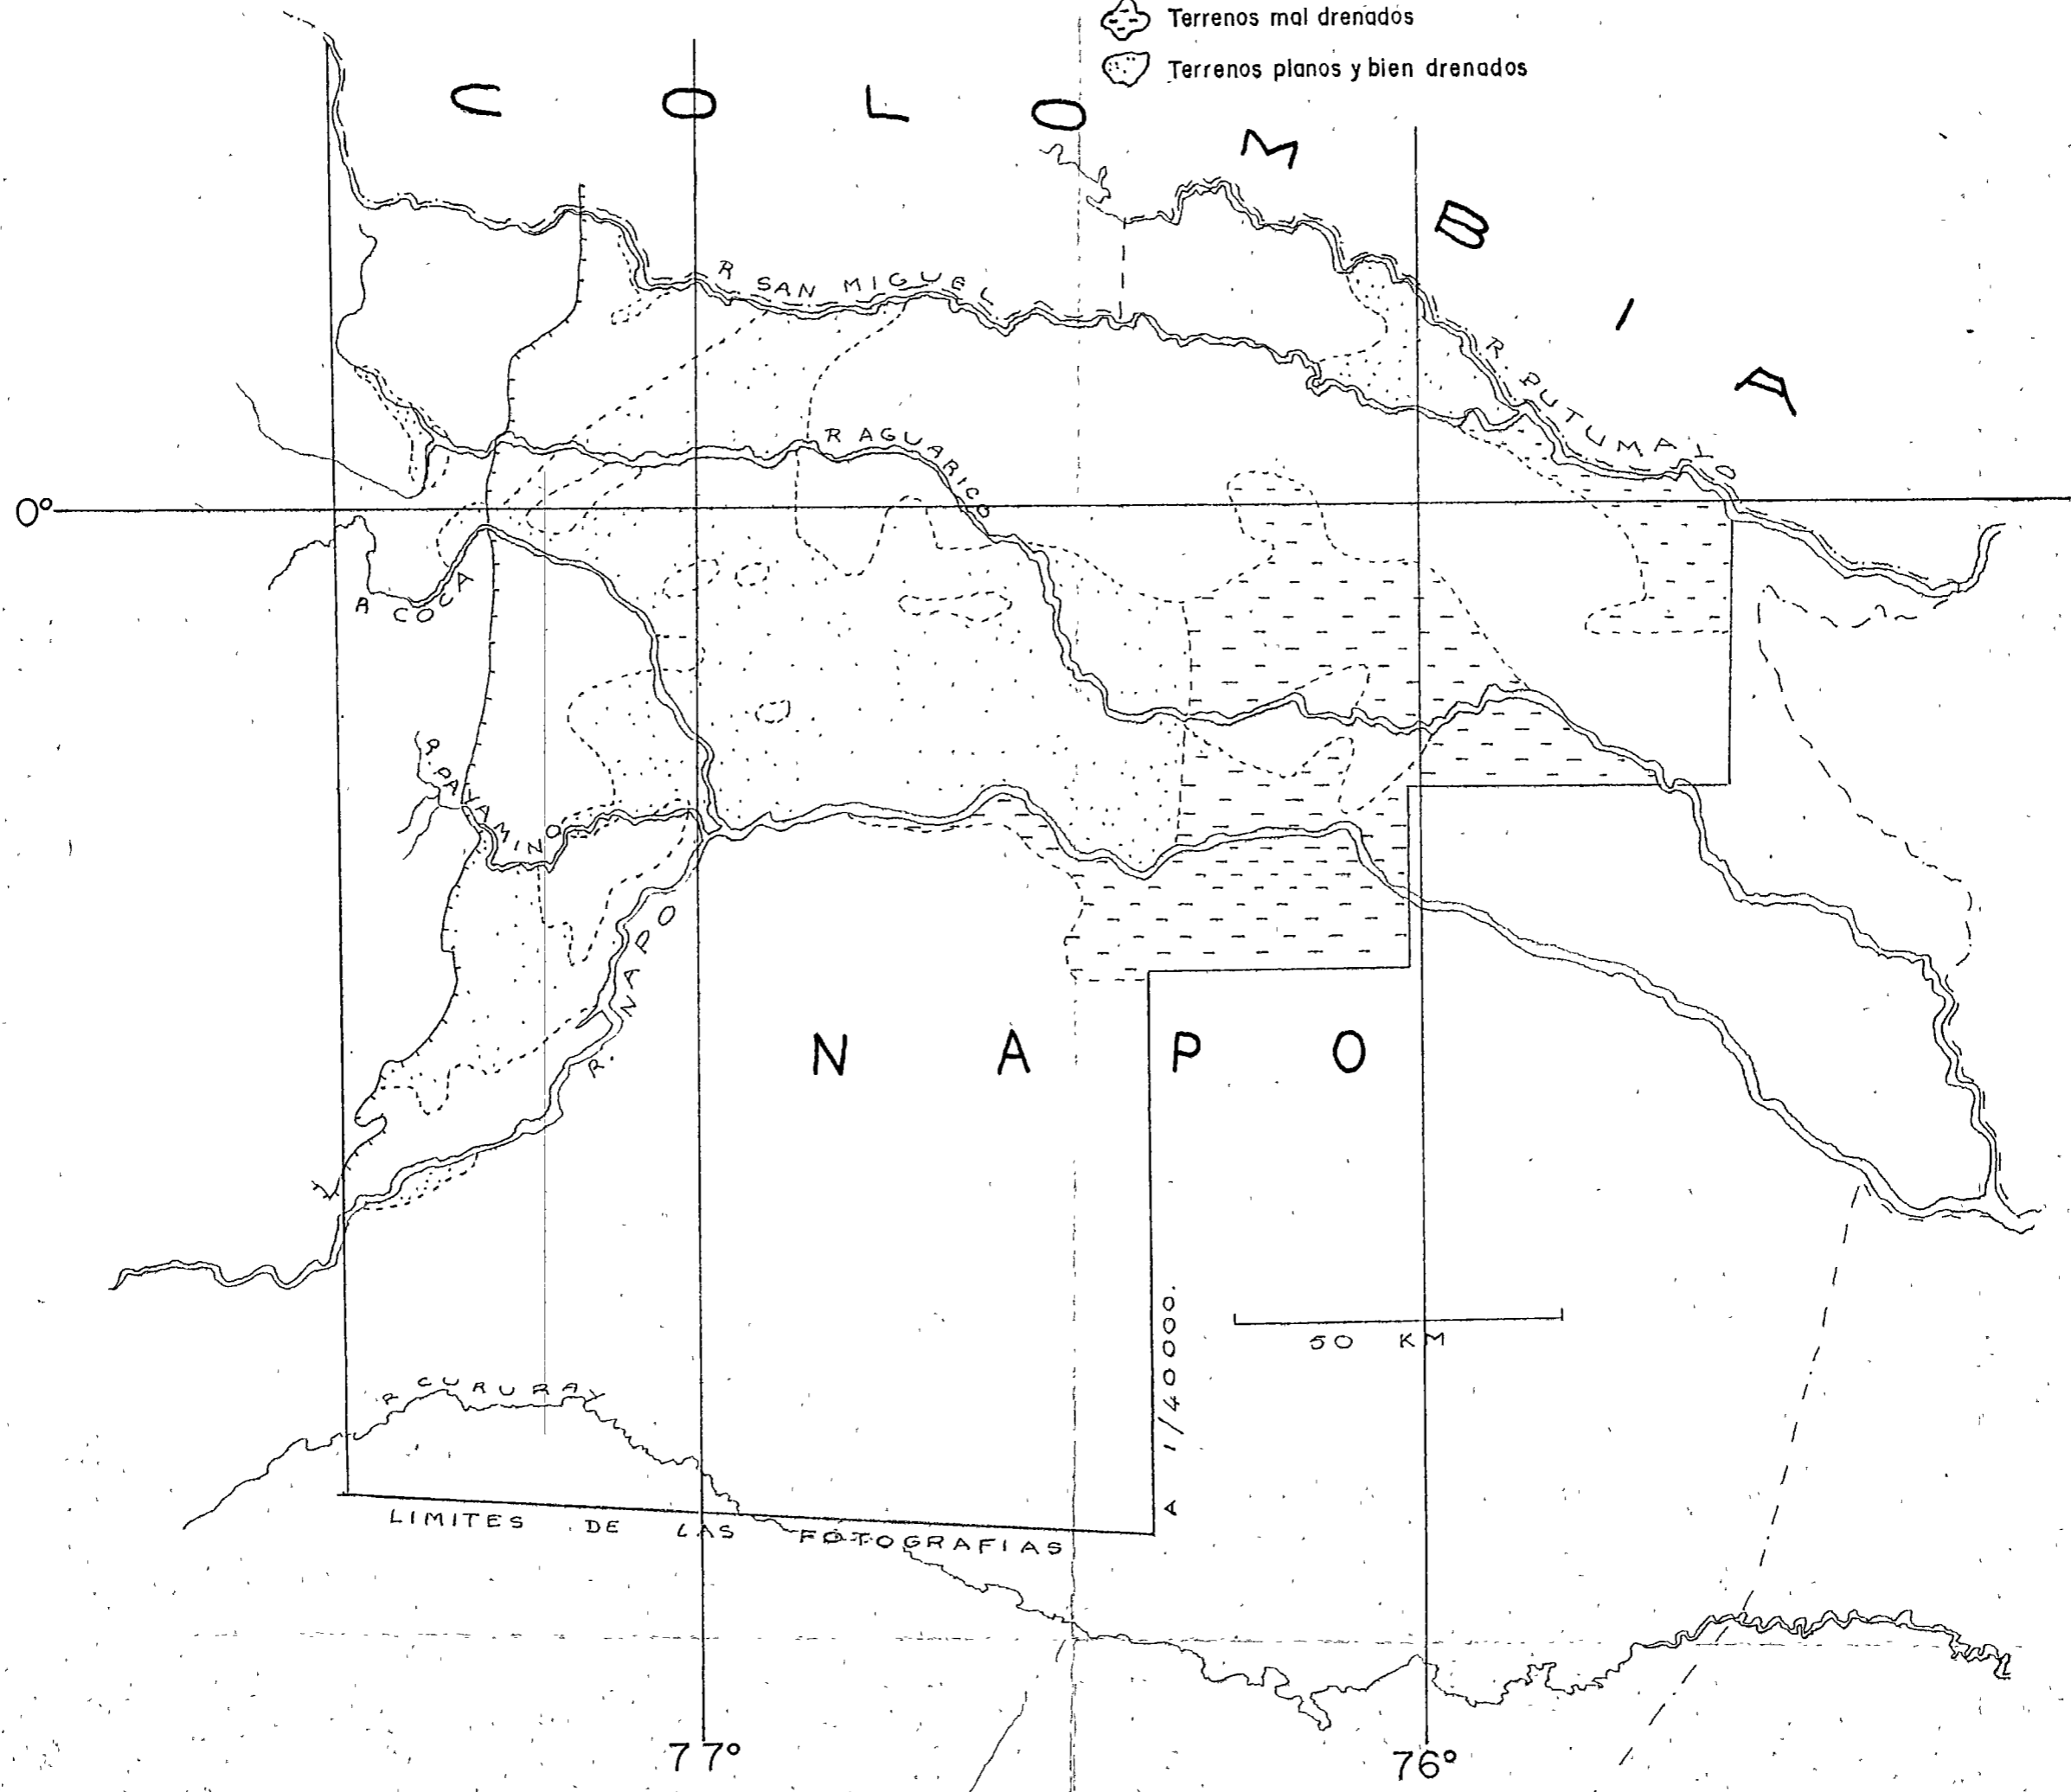 Terrenos mal drenados
Terrenos planos y bien drenados
COLOMBIA
R SAN MIGUEL
R. PUTUMAYO
R AGUARICO
0°
R COCA
R PAYAMINO
R. NAPO
NAPO
50 KM
A 1/40000.
R CURURAY
LIMITES DE LAS FOTOGRAFIAS
77°
76°